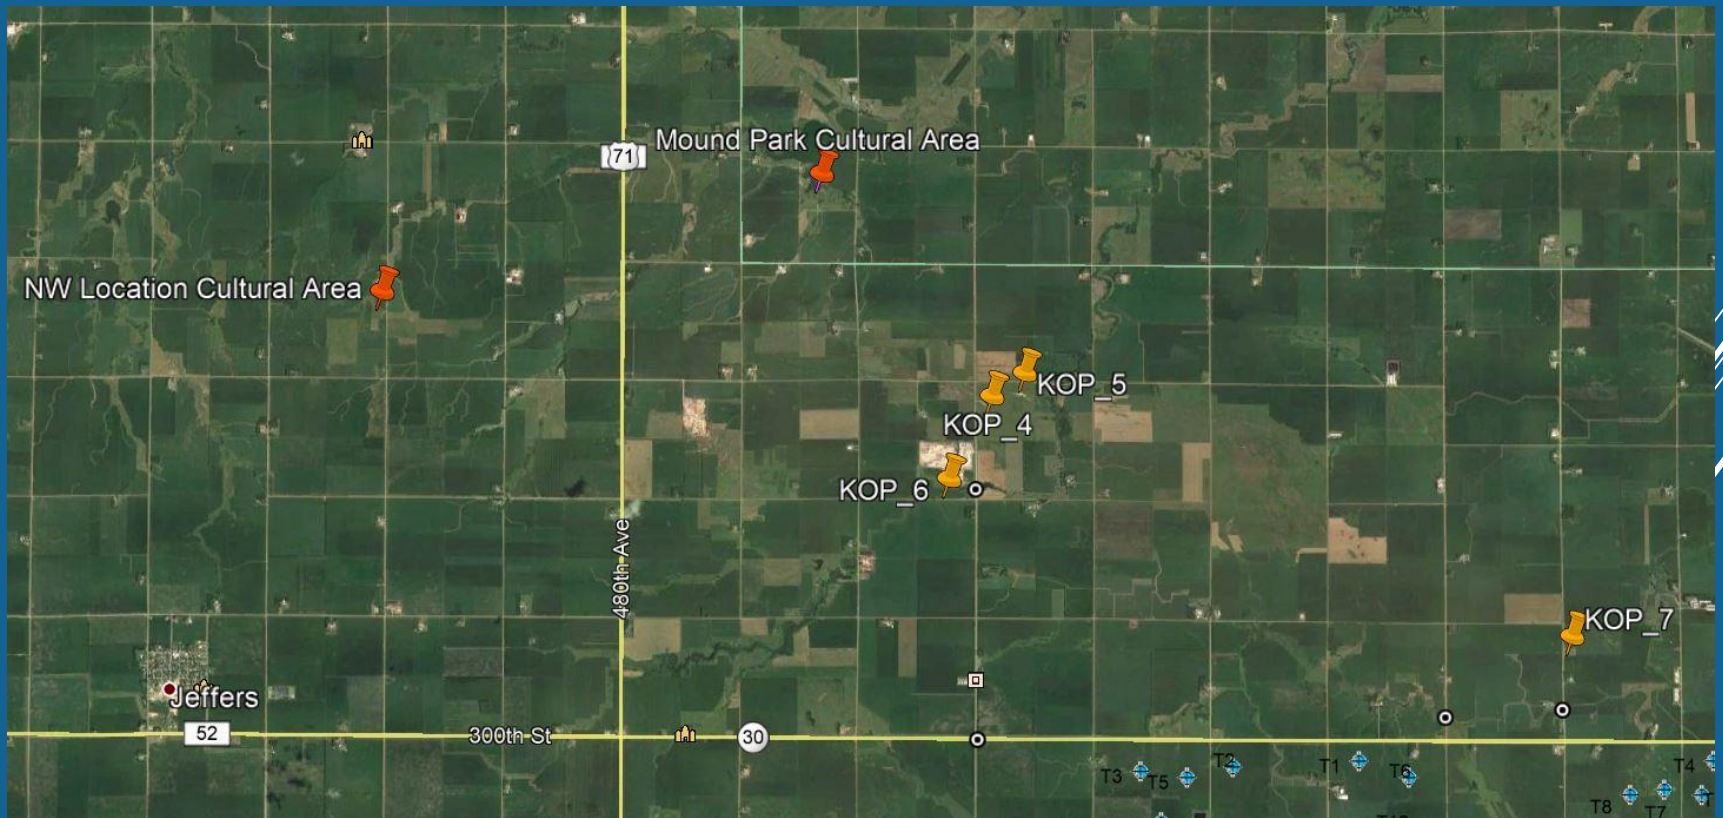 71
Mound Park Cultural Area
NW Location Cultural Area
KOP_5
KOP_4
KOP_6
480th Ave
KOP_7
Jeffers
52
300th St
30
T3
T5
T2
T1
T6
T4
T8
T7